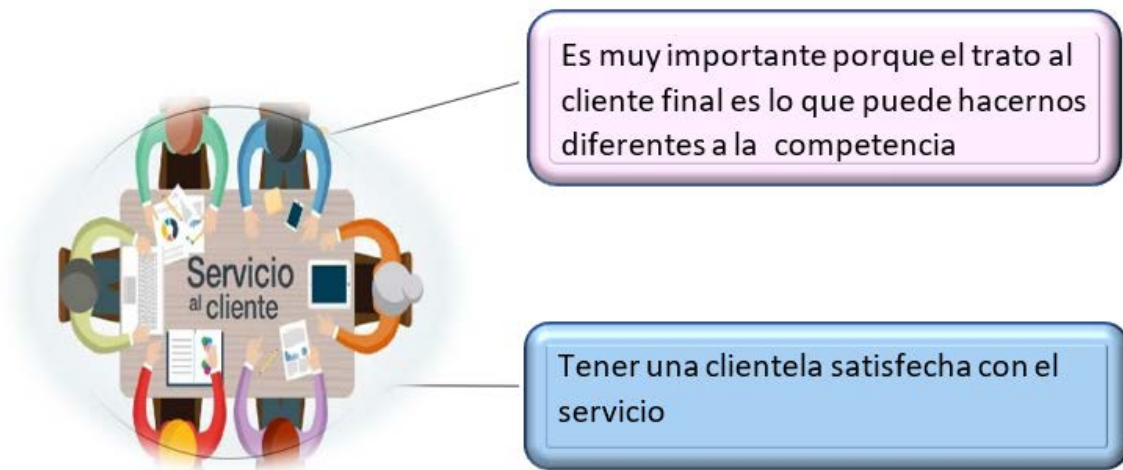 Es muy importante porque el trato al
cliente final es lo que puede hacernos
diferentes a la competencia
Servicio
al cliente
Tener una clientela satisfecha con el
servicio